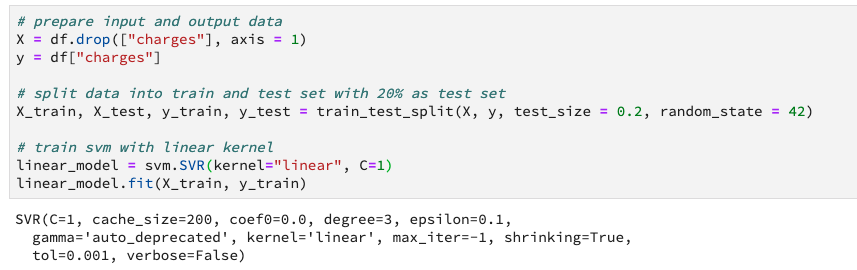 # prepare input and output data
X = df.drop(["charges"], axis = 1)
y = df["charges"]
# split data into train and test set with 20% as test set
X_train, X_test, y_train, y_test = train_test_split(X, y, test_size = 0.2, random_state = 42)
# train svm with linear kernel
linear_model = svm.SVR(kernel="linear", C=1)
linear_model.fit(X_train, y_train)
SVR(C=1, cache_size=200, coef0=0.0, degree=3, epsilon=0.1,
gamma='auto_deprecated', kernel='linear', max_iter=-1, shrinking=True,
tol=0.001, verbose=False)